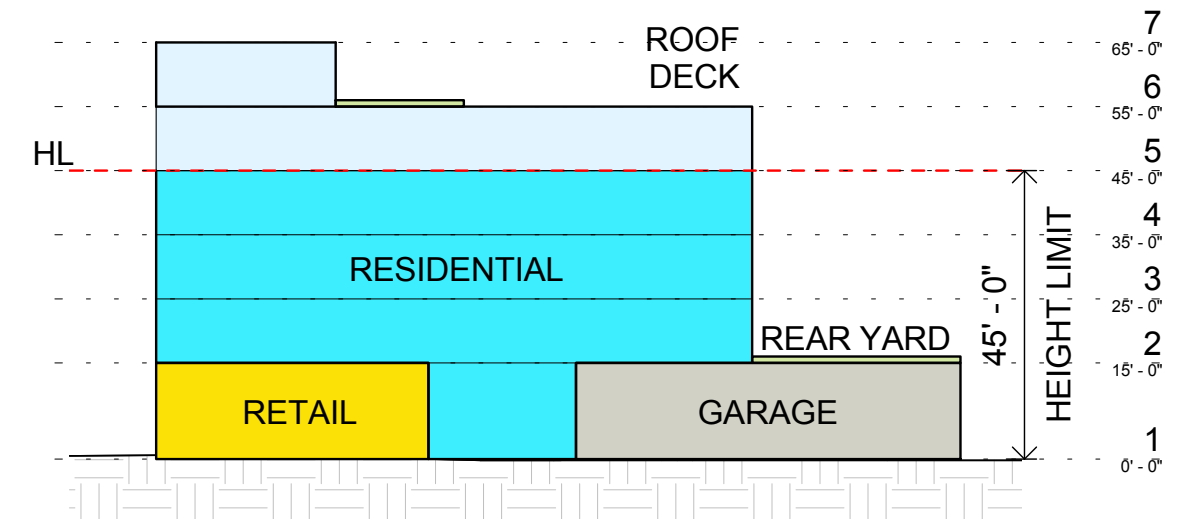 7
65' - 0"
ROOF
DECK
6
55' - 0"
HL
5
45' - 0"
4
35' - 0"
RESIDENTIAL
3
25' - 0"
REAR YARD
2
15' - 0"
45' - 0"
HEIGHT LIMIT
RETAIL
GARAGE
1
0' - 0"